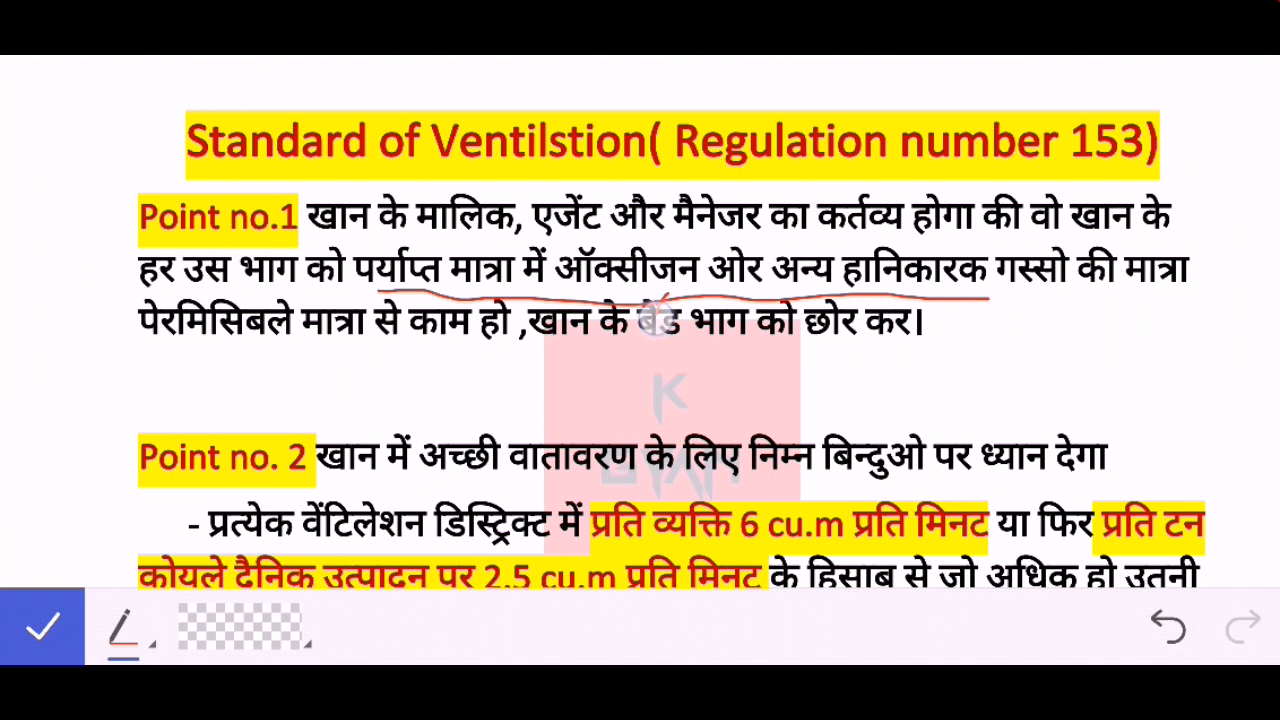 Standard of Ventilstion( Regulation number 153)
Point no.1 खान के मालिक, एजेंट और मैनेजर का कर्तव्य होगा की वो खान के
हर उस भाग को पर्याप्त मात्रा में ऑक्सीजन ओर अन्य हानिकारक गस्सो की मात्रा
पेरमिसिबले मात्रा से काम हो ,खान के बेंड भाग को छोर कर।
K
Point no. 2 खान में अच्छी वातावरण के लिए निम्न बिन्दुओ पर ध्यान देगा
- प्रत्येक वेंटिलेशन डिस्ट्रिक्ट में प्रति व्यक्ति 6 cu.m प्रति मिनट या फिर प्रति टन
कोयले दैनिक उत्पादन पर 2.5 cu.m प्रति मिनट के हिसाब से जो अधिक हो उतनी